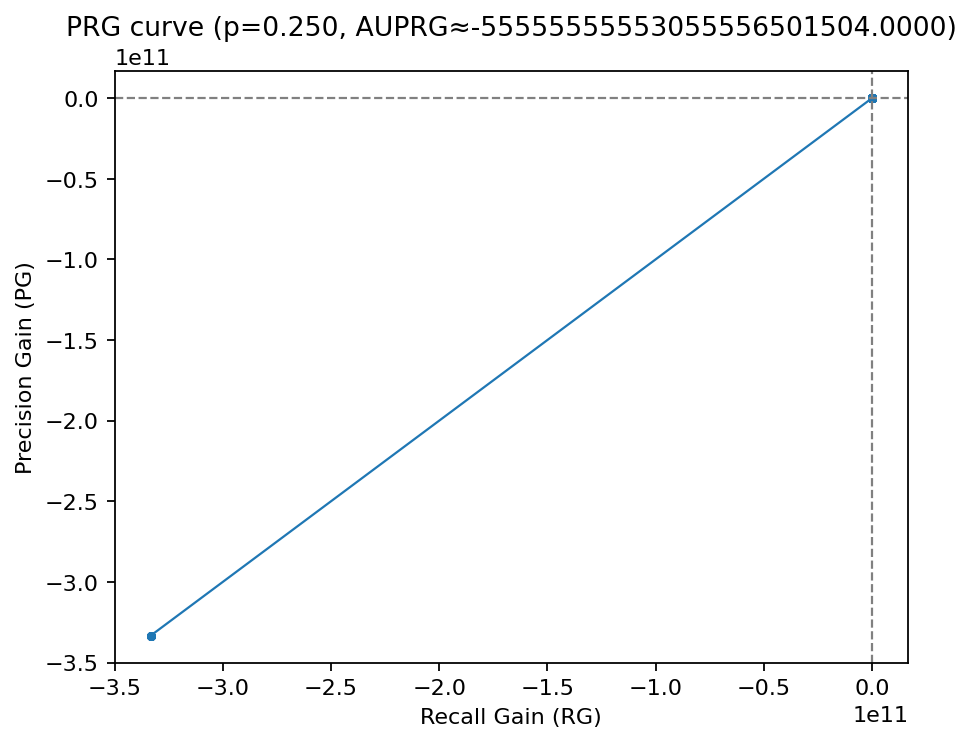 PRG curve (p=0.250, AUPRG≈-55555555553055556501504.0000)
1e11
0.0
−0.5
−1.0
−1.5
−2.0
−2.5
−3.0
−3.5
Precision Gain (PG)
−3.5 −3.0 −2.5 −2.0 −1.5 −1.0 −0.5 0.0
1e11
Recall Gain (RG)